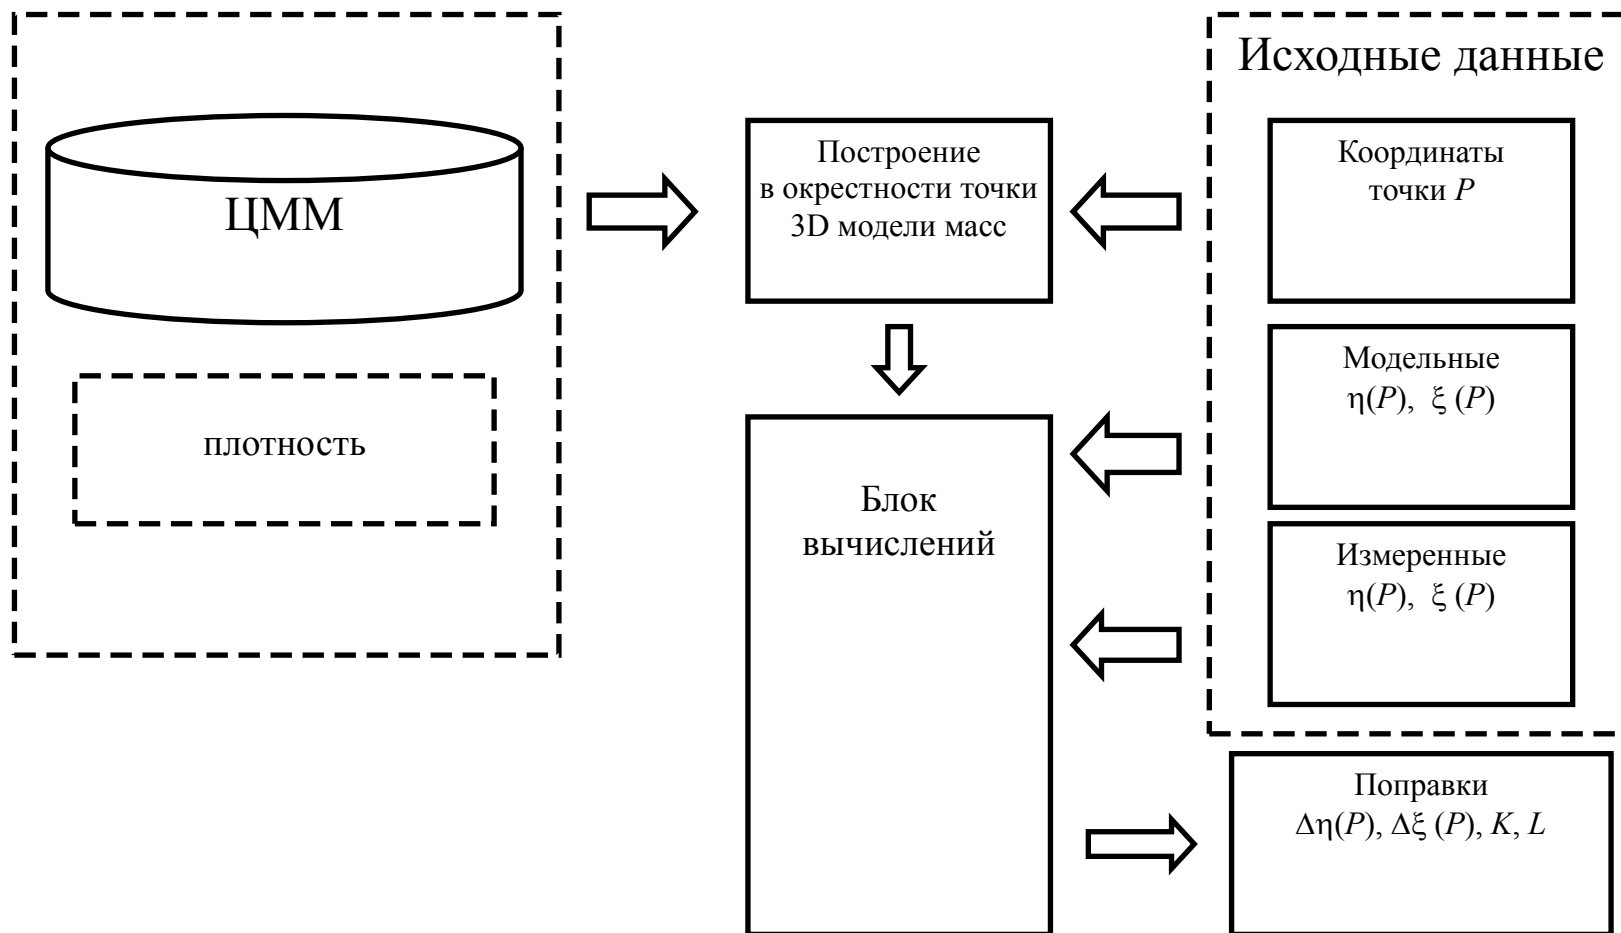 ЦММ
плотность
Построение
в окрестности точки
3D модели масс
Блок
вычислений
Исходные данные
Координаты
точки P
Модельные
η(P), ξ (P)
Измеренные
η(P), ξ (P)
Поправки
Δη(P), Δξ (P), K, L